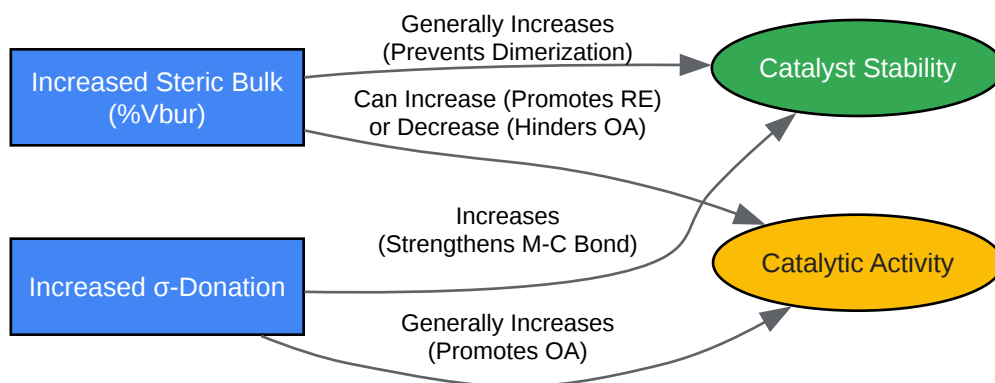 Generally Increases
(Prevents Dimerization)
Increased Steric Bulk
(%Vbur)
Catalyst Stability
Can Increase (Promotes RE)
or Decrease (Hinders OA)
Increases
(Strengthens M-C Bond)
Increased σ-Donation
Catalytic Activity
Generally Increases
(Promotes OA)